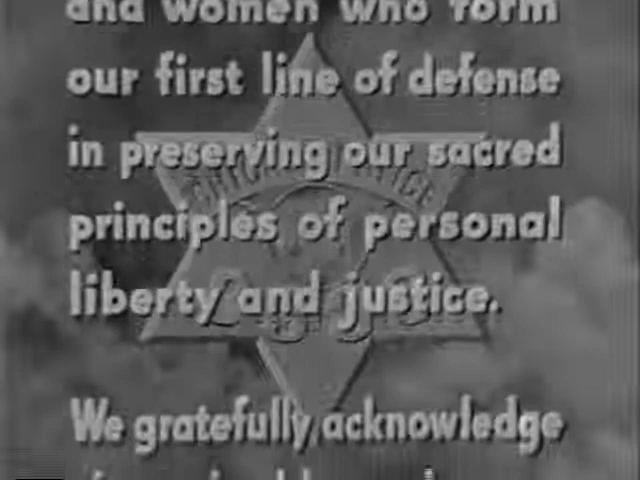 and women who form
our first line of defense
in preserving our sacred
principles of personal
liberty and justice.
We gratefully acknowledge